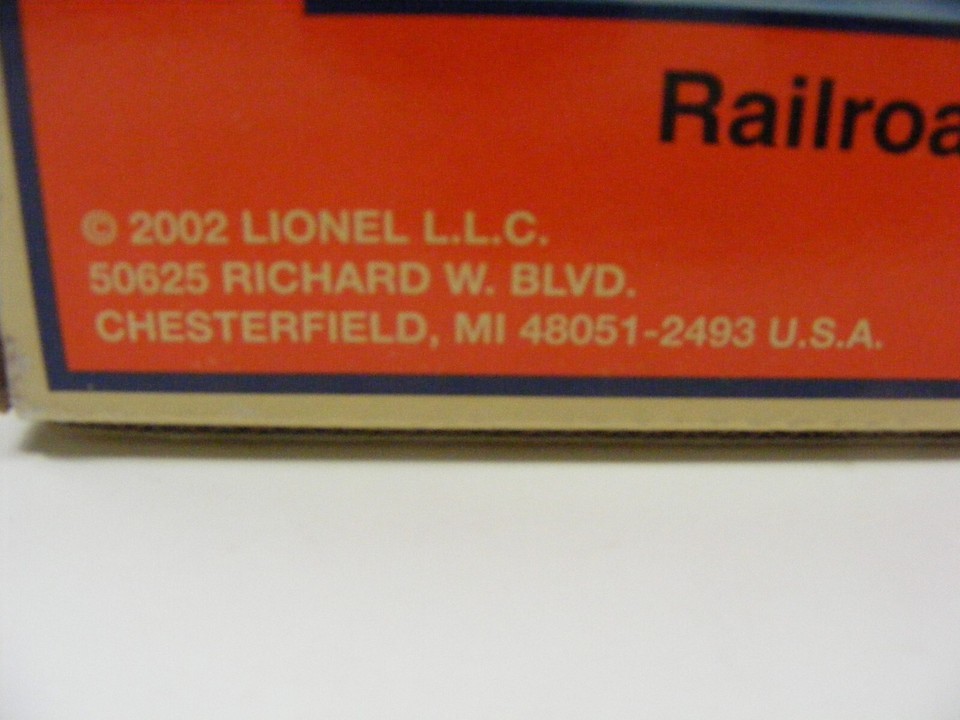 Railroa
© 2002 LIONEL L.L.C.
50625 RICHARD W. BLVD.
CHESTERFIELD, MI 48051-2493 U.S.A.